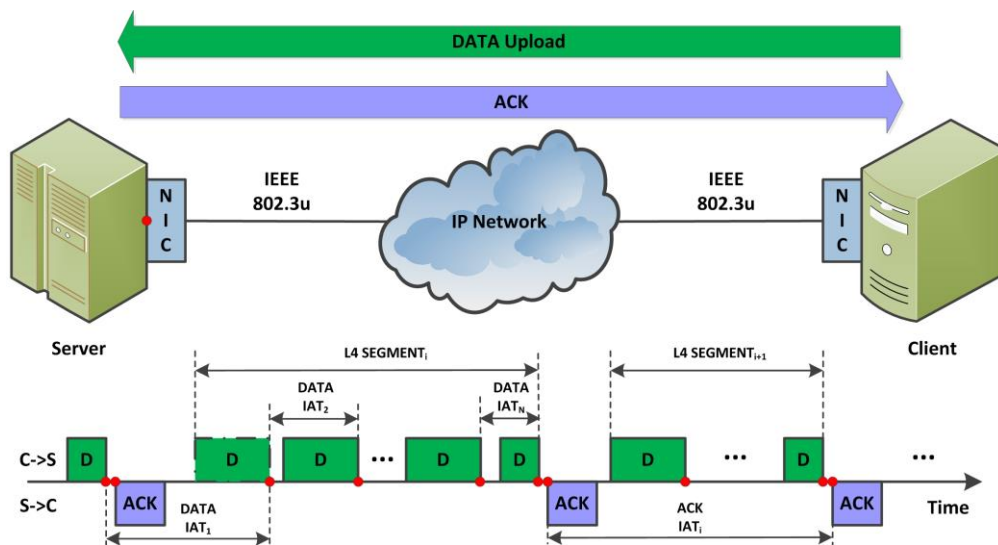 DATA Upload
ACK
N
I
C
IEEE
802.3u
IP Network
IEEE
802.3u
N
I
C
Server
Client
L4 SEGMENTᵢ
L4 SEGMENTᵢ₊₁
DATA
IAT₂
DATA
IATN
C->S
D
D
D
...
D
D
D
...
D
...
S->C
ACK
ACK
ACK
Time
DATA
IAT₁
ACK
IATᵢ